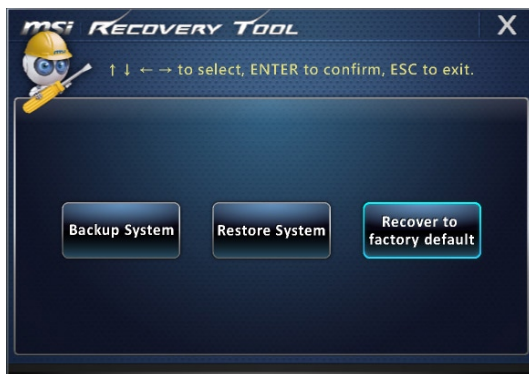 msi RECOVERY TOOL X
↑ ↓ ← → to select, ENTER to confirm, ESC to exit.
Backup System
Restore System
Recover to
factory default